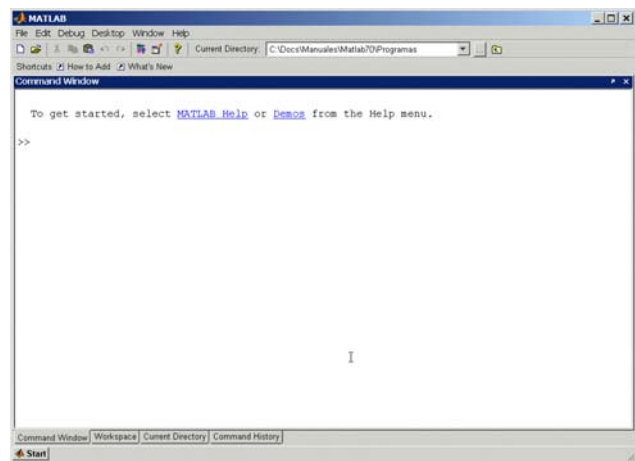 MATLAB
File Edit Debug Desktop Window Help
Current Directory: C:\Docs\Manuales\Matlab70\Programas
Shortcuts How to Add What's New
Command Window
To get started, select MATLAB Help or Demos from the Help menu.
>>
Command Window Workspace Current Directory Command History
Start